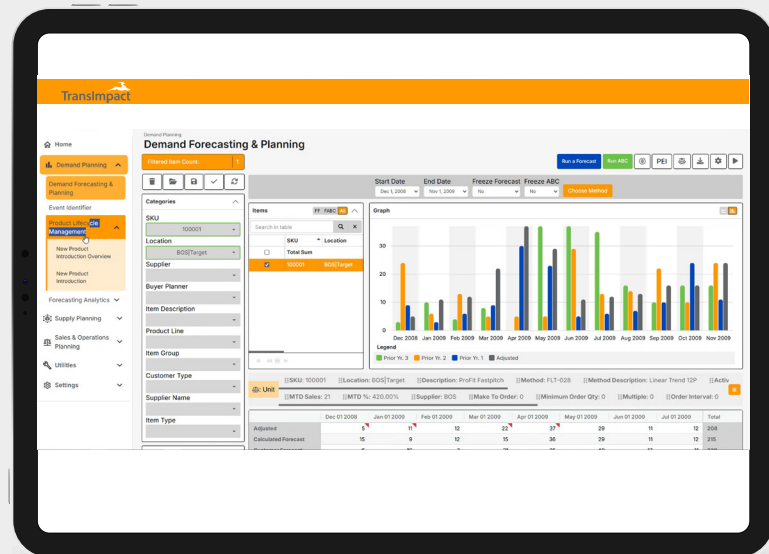 TransImpact
Home
Demand Planning
Demand Forecasting &
Planning
Event Identifier
Product Lifecycle
Management
New Product
Introduction Overview
New Product
Introduction
Forecasting Analytics
Supply Planning
Sales & Operations
Planning
Utilities
Settings
Demand Planning
Demand Forecasting & Planning
Filtered Item Count: 1
Run a Forecast Run ABC PEI
Start Date End Date Freeze Forecast Freeze ABC
Dec 1, 2008 Nov 1, 2009 No No Choose Method
Categories
SKU
100001
Location
BOS|Target
Supplier
Buyer Planner
Item Description
Product Line
Item Group
Customer Type
Supplier Name
Item Type
Items FF FABC All
Search in table
SKU Location
Total Sum
100001 BOS|Target
Graph
30
20
10
0
Dec 2008 Jan 2009 Feb 2009 Mar 2009 Apr 2009 May 2009 Jun 2009 Jul 2009 Aug 2009 Sep 2009 Oct 2009 Nov 2009
Legend
Prior Yr. 3 Prior Yr. 2 Prior Yr. 1 Adjusted
: Unit
||SKU: 100001 ||Location: BOS|Target ||Description: ProFit Fastpitch ||Method: FLT-028 ||Method Description: Linear Trend 12P ||Activ
||MTD Sales: 21 ||MTD %: 420.00% ||Supplier: BOS ||Make To Order: 0 ||Minimum Order Qty: 0 ||Multiple: 0 ||Order Interval: 0
Dec 01 2008 Jan 01 2009 Feb 01 2009 Mar 01 2009 Apr 01 2009 May 01 2009 Jun 01 2009 Jul 01 2009 Total
Adjusted 5 11 12 22 37 29 11 12 209
Calculated Forecast 15 9 12 15 36 29 11 12 215